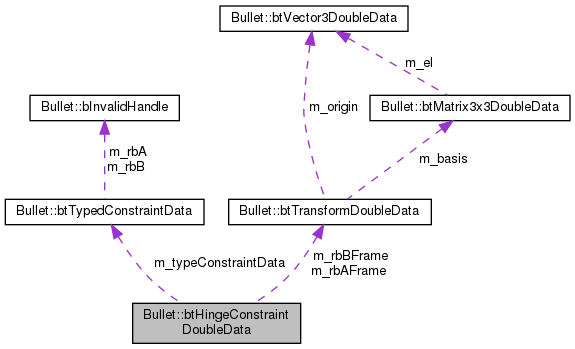 Bullet::btVector3DoubleData
m_el
Bullet::bInvalidHandle
m_origin
Bullet::btMatrix3x3DoubleData
m_rbA
m_rbB
m_basis
Bullet::btTypedConstraintData
Bullet::btTransformDoubleData
m_typeConstraintData
m_rbBFrame
m_rbAFrame
Bullet::btHingeConstraint
DoubleData